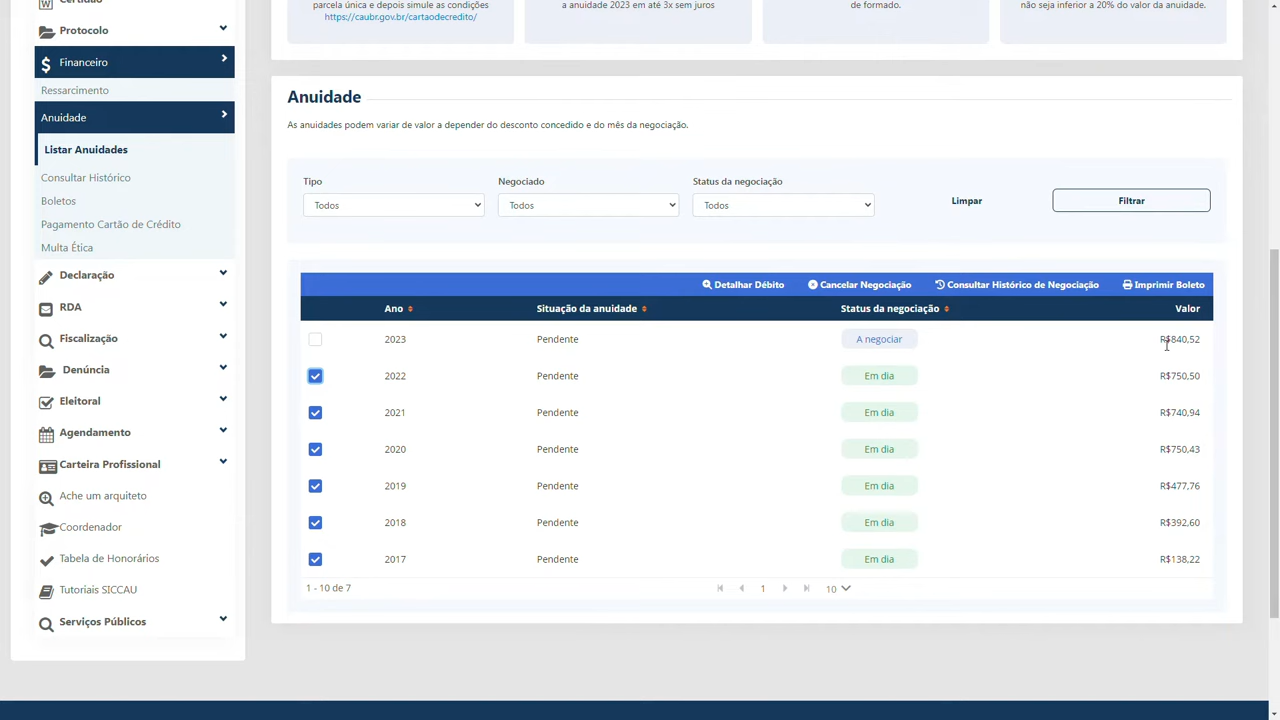 Certidão
Protocolo
Financeiro
Ressarcimento
Anuidade
Listar Anuidades
Consultar Histórico
Boletos
Pagamento Cartão de Crédito
Multa Ética
Declaração
RDA
Fiscalização
Denúncia
Eleitoral
Agendamento
Carteira Profissional
Ache um arquiteto
Coordenador
Tabela de Honorários
Tutoriais SICCAU
Serviços Públicos
parcela única e depois simule as condições
https://caubr.gov.br/cartaodecredito/
a anuidade 2023 em até 3x sem juros
de formado.
não seja inferior a 20% do valor da anuidade.
Anuidade
As anuidades podem variar de valor a depender do desconto concedido e do mês da negociação.
Tipo Negociado Status da negociação
Todos Todos Todos Limpar Filtrar
Detalhar Débito Cancelar Negociação Consultar Histórico de Negociação Imprimir Boleto
Ano Situação da anuidade Status da negociação Valor
2023 Pendente A negociar R$840,52
2022 Pendente Em dia R$750,50
2021 Pendente Em dia R$740,94
2020 Pendente Em dia R$750,43
2019 Pendente Em dia R$477,76
2018 Pendente Em dia R$392,60
2017 Pendente Em dia R$138,22
1 - 10 de 7 1 10